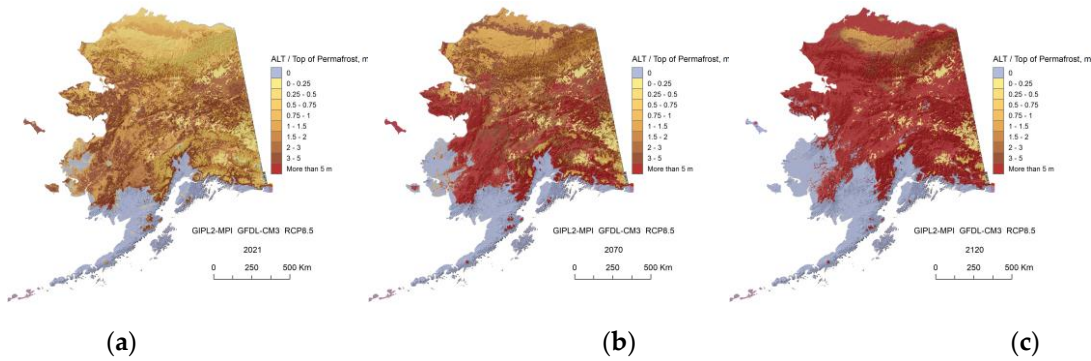 ALT / Top of Permafrost, m
0
0 - 0.25
0.25 - 0.5
0.5 - 0.75
0.75 - 1
1 - 1.5
1.5 - 2
2 - 3
3 - 5
More than 5 m
GIPL2-MPI GFDL-CM3 RCP8.5
2021
0 250 500 Km
(a)
ALT / Top of Permafrost, m
0
0 - 0.25
0.25 - 0.5
0.5 - 0.75
0.75 - 1
1 - 1.5
1.5 - 2
2 - 3
3 - 5
More than 5 m
GIPL2-MPI GFDL-CM3 RCP8.5
2070
0 250 500 Km
(b)
ALT / Top of Permafrost, m
0
0 - 0.25
0.25 - 0.5
0.5 - 0.75
0.75 - 1
1 - 1.5
1.5 - 2
2 - 3
3 - 5
More than 5 m
GIPL2-MPI GFDL-CM3 RCP8.5
2120
0 250 500 Km
(c)